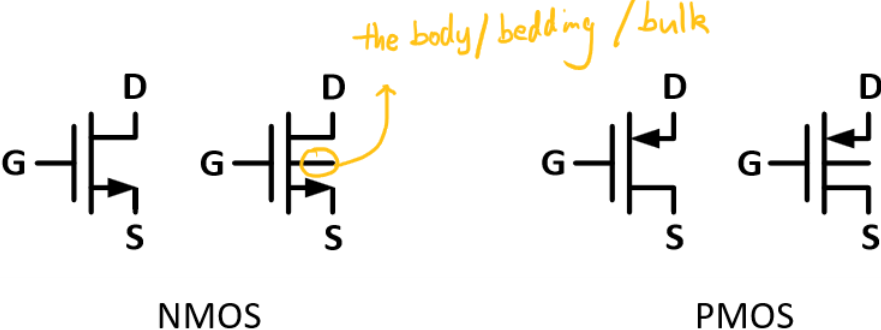 the body/bedding/bulk
D D D D
G G G G
S S S S
NMOS PMOS